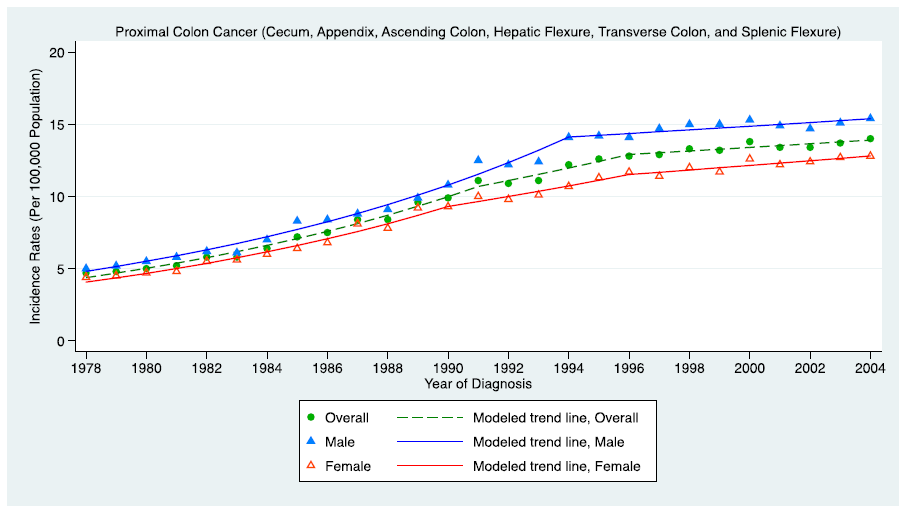 Proximal Colon Cancer (Cecum, Appendix, Ascending Colon, Hepatic Flexure, Transverse Colon, and Splenic Flexure)
Incidence Rates (Per 100,000 Population)
20
15
10
5
0
1978 1980 1982 1984 1986 1988 1990 1992 1994 1996 1998 2000 2002 2004
Year of Diagnosis
Overall Modeled trend line, Overall
Male Modeled trend line, Male
Female Modeled trend line, Female